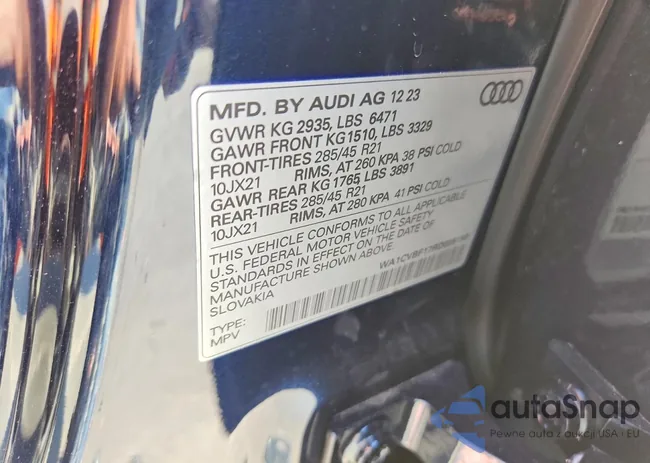 MFD. BY AUDI AG 12 23
GVWR KG 2935, LBS 6471
GAWR FRONT KG1510, LBS 3329
FRONT-TIRES 285/45 R21
10JX21 RIMS, AT 260 KPA 38 PSI COLD
GAWR REAR KG 1765, LBS 3891
REAR-TIRES 285/45 R21
10JX21 RIMS, AT 280 KPA 41 PSI COLD
THIS VEHICLE CONFORMS TO ALL APPLICABLE
U.S. FEDERAL MOTOR VEHICLE SAFETY
STANDARDS IN EFFECT ON DATE OF
MANUFACTURE SHOWN ABOVE
SLOVAKIA
TYPE:
MPV
autoSnap
Pewne auta z aukcji USA i EU